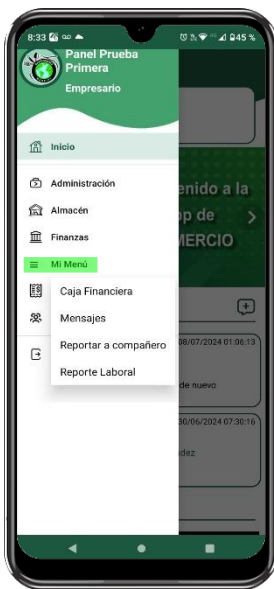 8:33
45 %
Panel Prueba
Primera
Empresario
Inicio
Administración
Almacén
Finanzas
Mi Menú
Caja Financiera
Mensajes
Reportar a compañero
Reporte Laboral
enido a la
pp de
MERCIO
08/07/2024 01:06:13
de nuevo
30/06/2024 07:30:16
dez